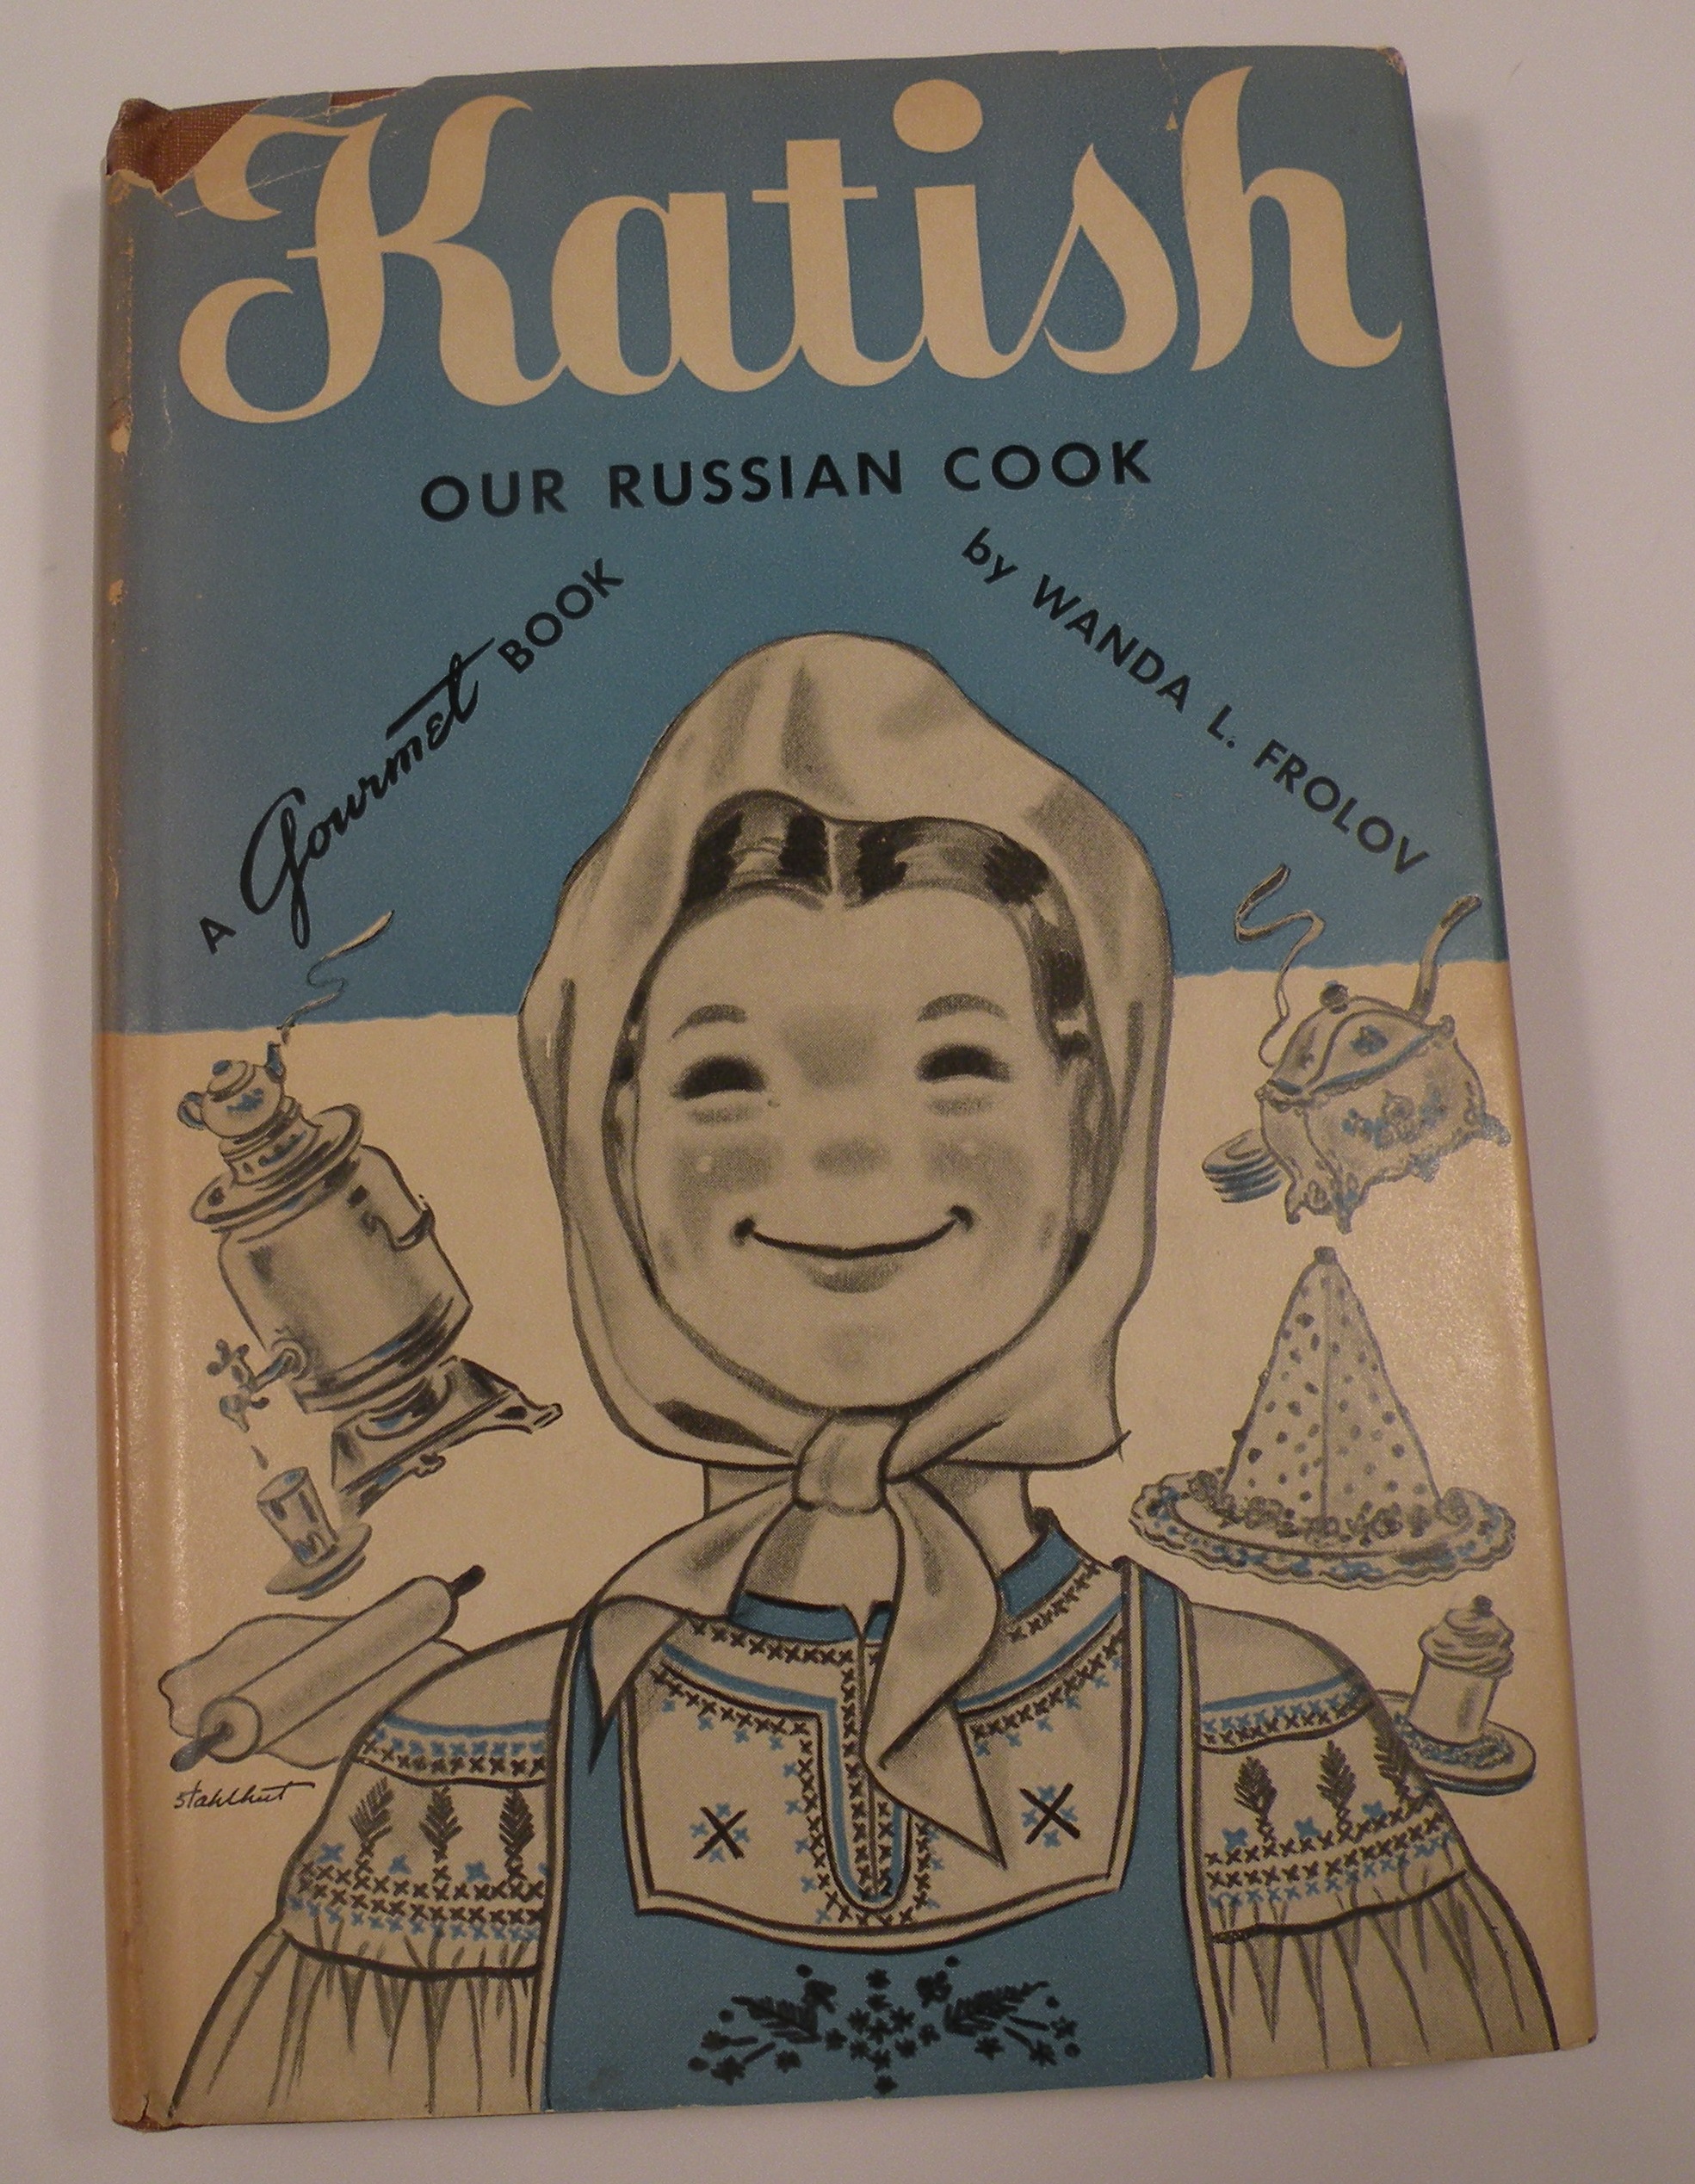 Katish
OUR RUSSIAN COOK
A Gourmet BOOK
by WANDA L. FROLOV
stahlhut